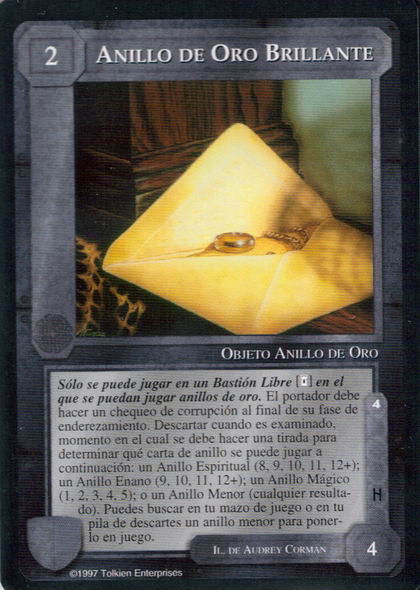 2
ANILLO DE ORO BRILLANTE
OBJETO ANILLO DE ORO
Sólo se puede jugar en un Bastión Libre [ ] en el
que se puedan jugar anillos de oro. El portador debe
hacer un chequeo de corrupción al final de su fase de
enderezamiento. Descartar cuando es examinado,
momento en el cual se debe hacer una tirada para
determinar qué carta de anillo se puede jugar a
continuación: un Anillo Espiritual (8, 9, 10, 11, 12+);
un Anillo Enano (9, 10, 11, 12+); un Anillo Mágico
(1, 2, 3, 4, 5); o un Anillo Menor (cualquier resulta-
do). Puedes buscar en tu mazo de juego o en tu
pila de descartes un anillo menor para poner-
lo en juego.
4
H
IL. DE AUDREY CORMAN
4
©1997 Tolkien Enterprises